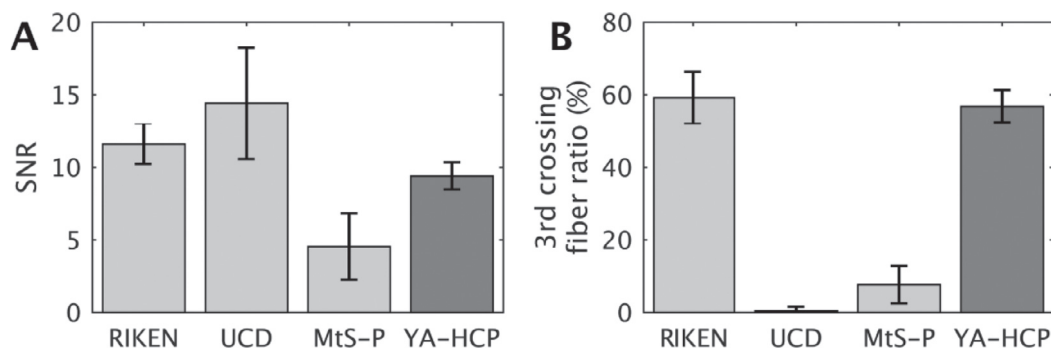 A
20
15
10
5
0
SNR
RIKEN UCD MtS-P YA-HCP
B
80
60
40
20
0
3rd crossing
fiber ratio (%)
RIKEN UCD MtS-P YA-HCP